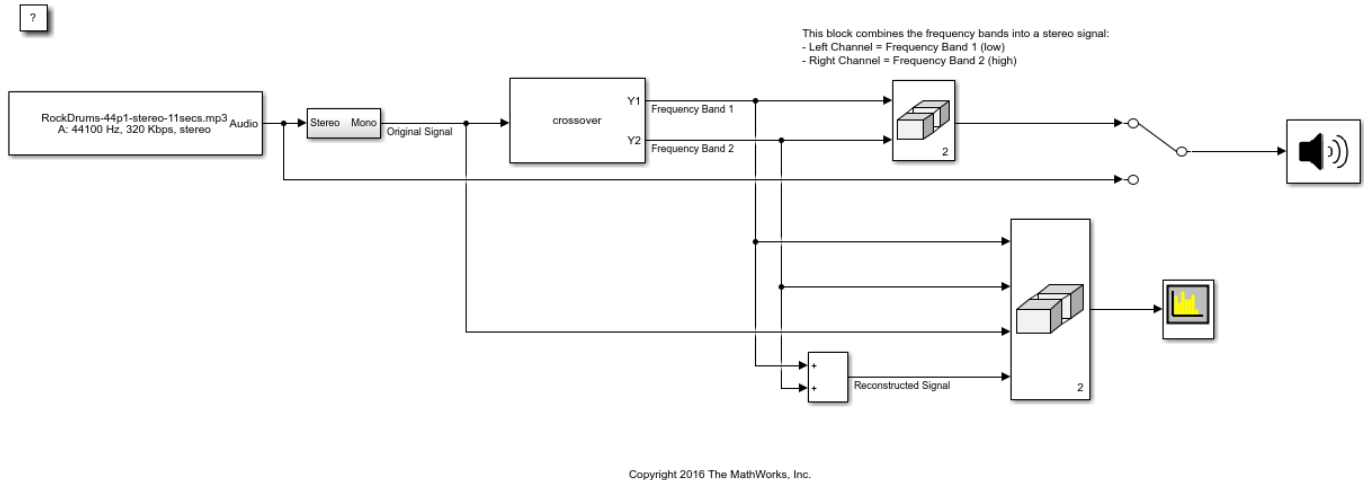 ?
This block combines the frequency bands into a stereo signal:
- Left Channel = Frequency Band 1 (low)
- Right Channel = Frequency Band 2 (high)
RockDrums-44p1-stereo-11secs.mp3
A: 44100 Hz, 320 Kbps, stereo
Audio
Stereo Mono
Original Signal
crossover
Y1
Frequency Band 1
Y2
Frequency Band 2
2
+
+
Reconstructed Signal
2
Copyright 2016 The MathWorks, Inc.